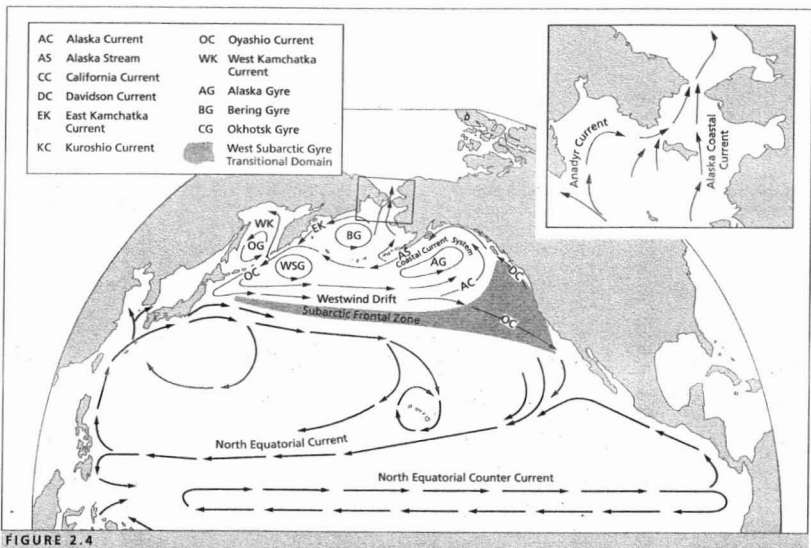 AC Alaska Current
AS Alaska Stream
CC California Current
DC Davidson Current
EK East Kamchatka
Current
KC Kuroshio Current
OC Oyashio Current
WK West Kamchatka
Current
AG Alaska Gyre
BG Bering Gyre
CG Okhotsk Gyre
West Subarctic Gyre
Transitional Domain
Anadyr Current
Alaska Coastal
Current
WK
OG
EK
BG
OC
WSG
AS
Coastal Current System
AG
AC
DC
Westwind Drift
Subarctic Frontal Zone
OC
North Equatorial Current
North Equatorial Counter Current
FIGURE 2.4